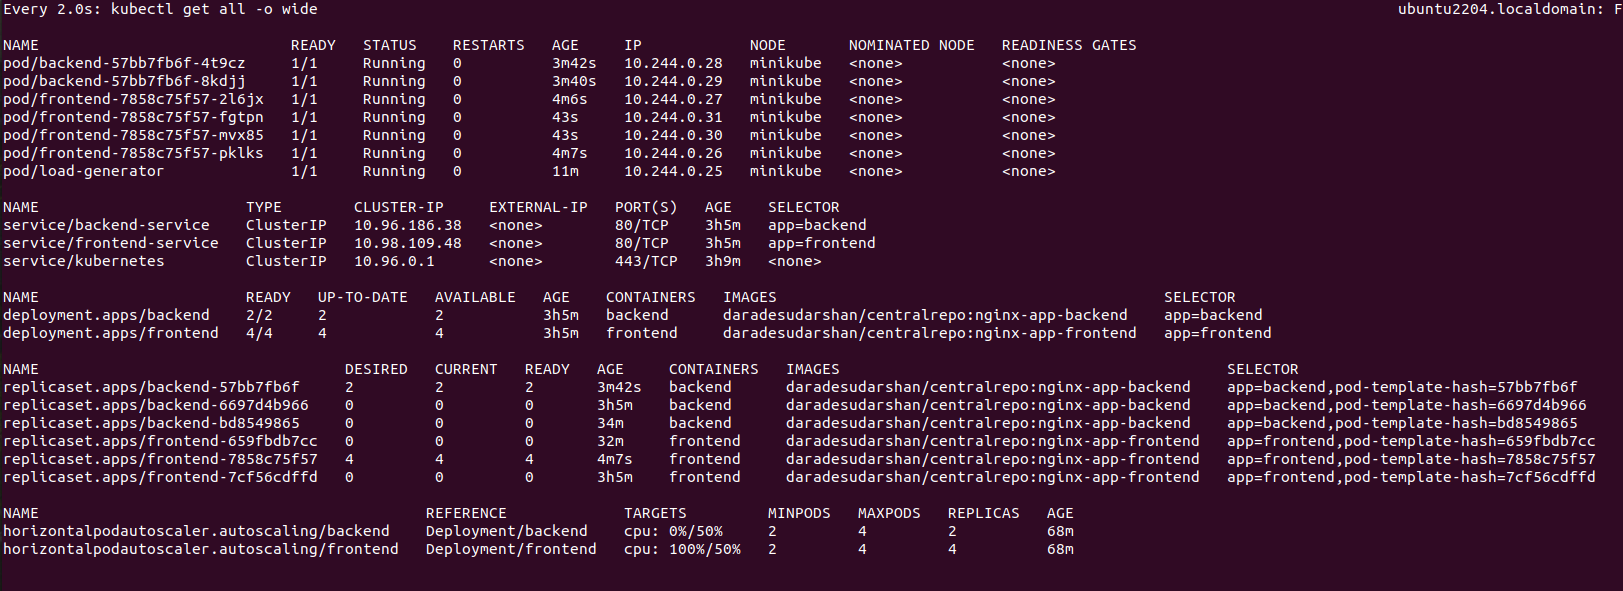 Every 2.0s: kubectl get all -o wide ubuntu2204.localdomain: F
NAME READY STATUS RESTARTS AGE IP NODE NOMINATED NODE READINESS GATES
pod/backend-57bb7fb6f-4t9cz 1/1 Running 0 3m42s 10.244.0.28 minikube <none> <none>
pod/backend-57bb7fb6f-8kdjj 1/1 Running 0 3m40s 10.244.0.29 minikube <none> <none>
pod/frontend-7858c75f57-2l6jx 1/1 Running 0 4m6s 10.244.0.27 minikube <none> <none>
pod/frontend-7858c75f57-fgtpn 1/1 Running 0 43s 10.244.0.31 minikube <none> <none>
pod/frontend-7858c75f57-mvx85 1/1 Running 0 43s 10.244.0.30 minikube <none> <none>
pod/frontend-7858c75f57-pklks 1/1 Running 0 4m7s 10.244.0.26 minikube <none> <none>
pod/load-generator 1/1 Running 0 11m 10.244.0.25 minikube <none> <none>
NAME TYPE CLUSTER-IP EXTERNAL-IP PORT(S) AGE SELECTOR
service/backend-service ClusterIP 10.96.186.38 <none> 80/TCP 3h5m app=backend
service/frontend-service ClusterIP 10.98.109.48 <none> 80/TCP 3h5m app=frontend
service/kubernetes ClusterIP 10.96.0.1 <none> 443/TCP 3h9m <none>
NAME READY UP-TO-DATE AVAILABLE AGE CONTAINERS IMAGES SELECTOR
deployment.apps/backend 2/2 2 2 3h5m backend daradesudarshan/centralrepo:nginx-app-backend app=backend
deployment.apps/frontend 4/4 4 4 3h5m frontend daradesudarshan/centralrepo:nginx-app-frontend app=frontend
NAME DESIRED CURRENT READY AGE CONTAINERS IMAGES SELECTOR
replicaset.apps/backend-57bb7fb6f 2 2 2 3m42s backend daradesudarshan/centralrepo:nginx-app-backend app=backend,pod-template-hash=57bb7fb6f
replicaset.apps/backend-6697d4b966 0 0 0 3h5m backend daradesudarshan/centralrepo:nginx-app-backend app=backend,pod-template-hash=6697d4b966
replicaset.apps/backend-bd8549865 0 0 0 34m backend daradesudarshan/centralrepo:nginx-app-backend app=backend,pod-template-hash=bd8549865
replicaset.apps/frontend-659fbdb7cc 0 0 0 32m frontend daradesudarshan/centralrepo:nginx-app-frontend app=frontend,pod-template-hash=659fbdb7cc
replicaset.apps/frontend-7858c75f57 4 4 4 4m7s frontend daradesudarshan/centralrepo:nginx-app-frontend app=frontend,pod-template-hash=7858c75f57
replicaset.apps/frontend-7cf56cdffd 0 0 0 3h5m frontend daradesudarshan/centralrepo:nginx-app-frontend app=frontend,pod-template-hash=7cf56cdffd
NAME REFERENCE TARGETS MINPODS MAXPODS REPLICAS AGE
horizontalpodautoscaler.autoscaling/backend Deployment/backend cpu: 0%/50% 2 4 2 68m
horizontalpodautoscaler.autoscaling/frontend Deployment/frontend cpu: 100%/50% 2 4 4 68m